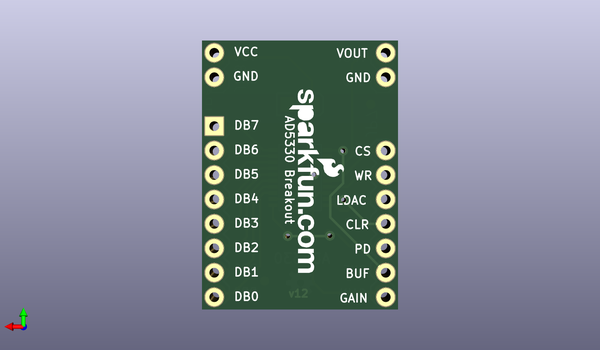 VCC VOUT
GND GND
DB7
DB6 CS
DB5 WR
DB4 LDAC
DB3 CLR
DB2 PD
DB1 BUF
DB0 GAIN
sparkfun.com
AD5330 Breakout
v12